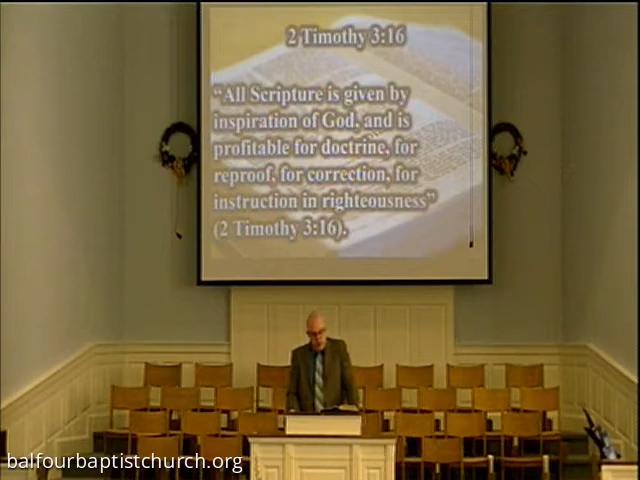 2 Timothy 3:16
“All Scripture is given by
inspiration of God, and is
profitable for doctrine, for
reproof, for correction, for
instruction in righteousness”
(2 Timothy 3:16).
balfourbaptistchurch.org